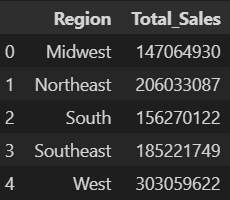 Region Total_Sales
0 Midwest 147064930
1 Northeast 206033087
2 South 156270122
3 Southeast 185221749
4 West 303059622